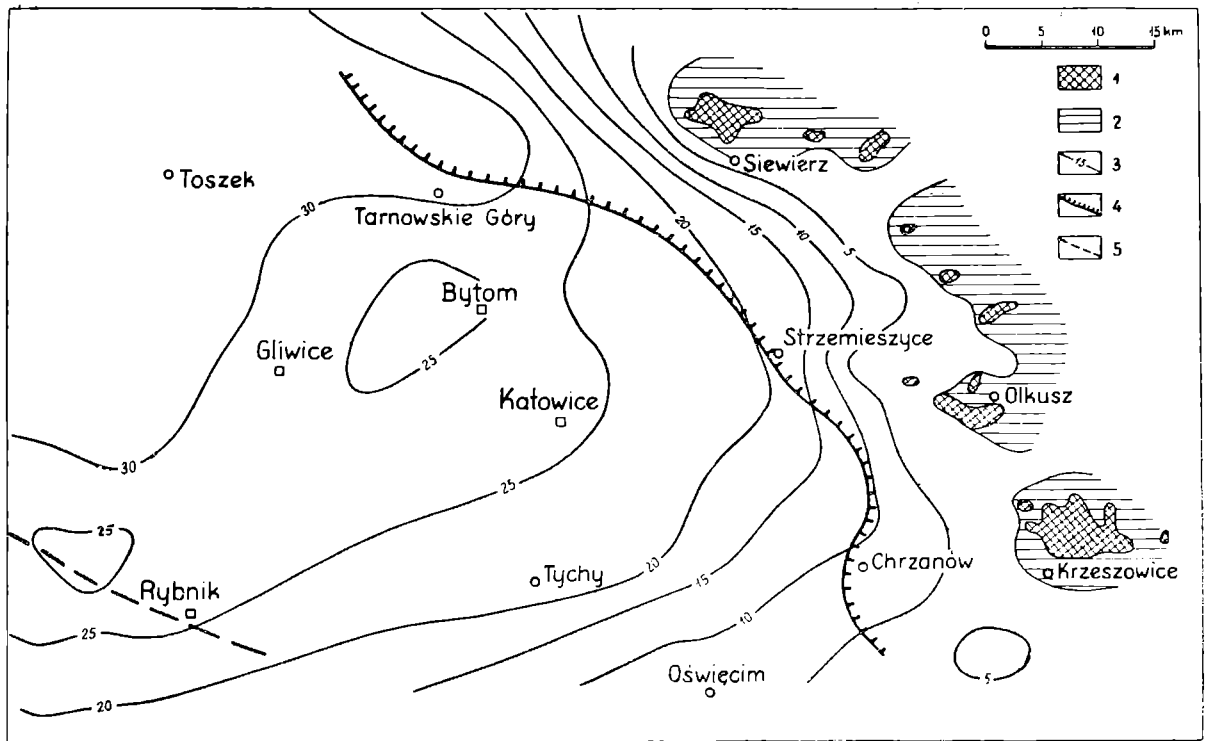 0 5 10 15 km
1
2
15 3
4
5
Siewierz
Toszek
Tarnowskie Góry
30
20
15
10
5
Bytom
Gliwice
25
Strzemieszyce
Katowice
Olkusz
30
25
25
Rybnik
Tychy
20
15
Chrzanów
Krzeszowice
25
10
Oświęcim
5
20